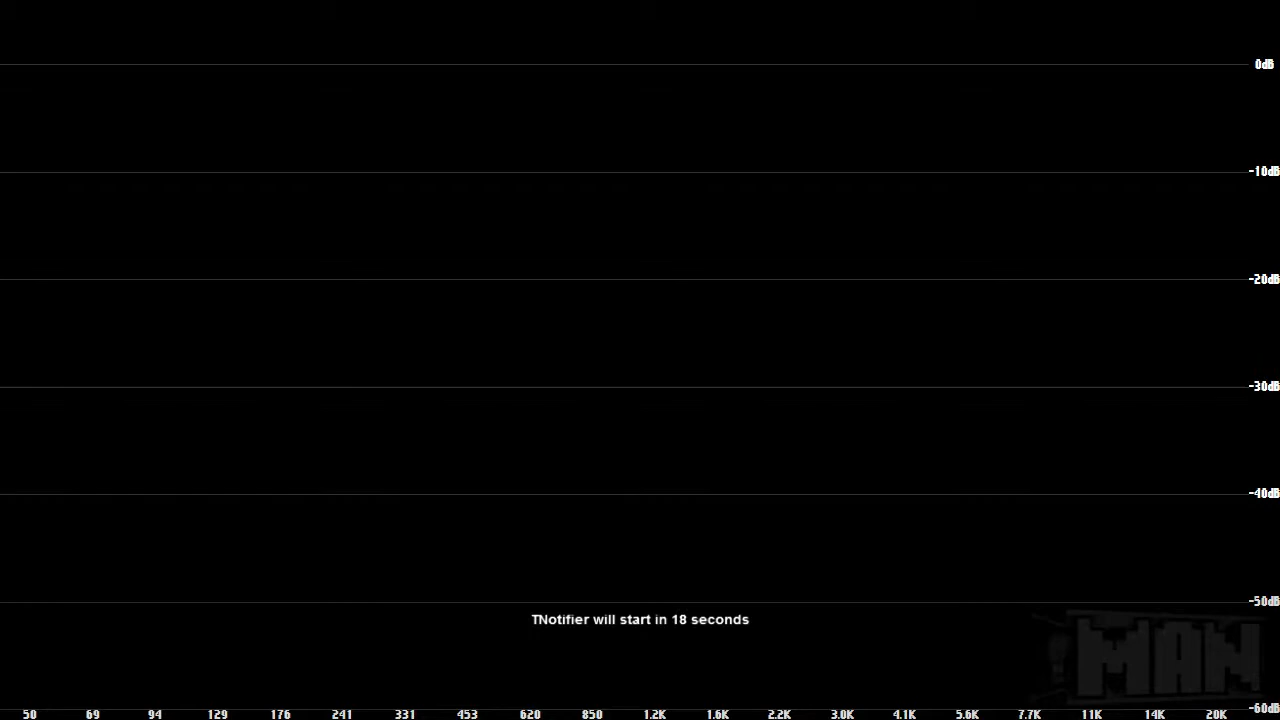 0dB
-10dB
-20dB
-30dB
-40dB
-50dB
TNotifier will start in 18 seconds
MAN
-60dB
50 69 94 129 176 241 331 453 620 850 1.2K 1.6K 2.2K 3.0K 4.1K 5.6K 7.7K 11K 14K 20K